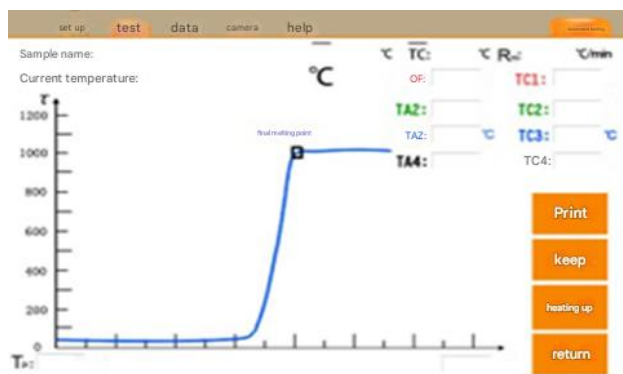 set up test data camera help
Sample name: ℃ TC: ℃ R ℃/min
Current temperature: ℃ OF: TC1:
τ
1200 TA2: TC2:
final melting point TA2: ℃ TC3: ℃
1000 TA4: TC4:
800
Print
600
keep
400
heating up
200
0
return